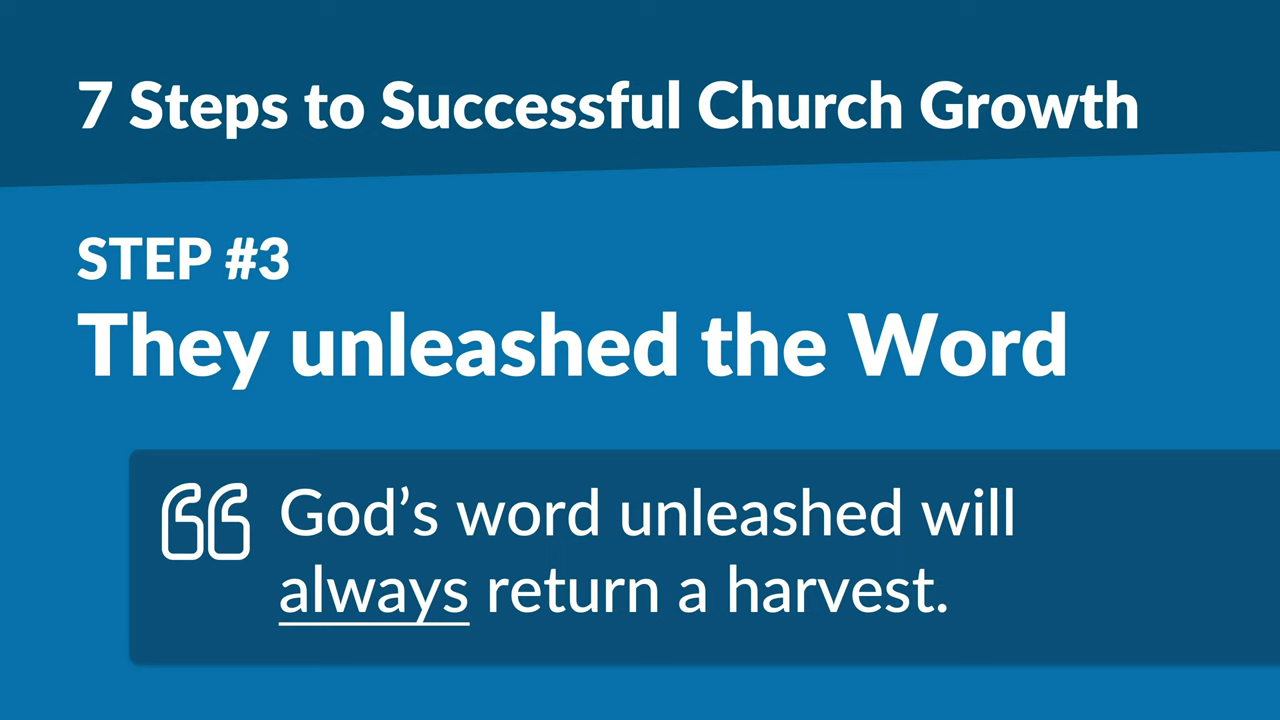 7 Steps to Successful Church Growth
STEP #3
They unleashed the Word
God’s word unleashed will
always return a harvest.